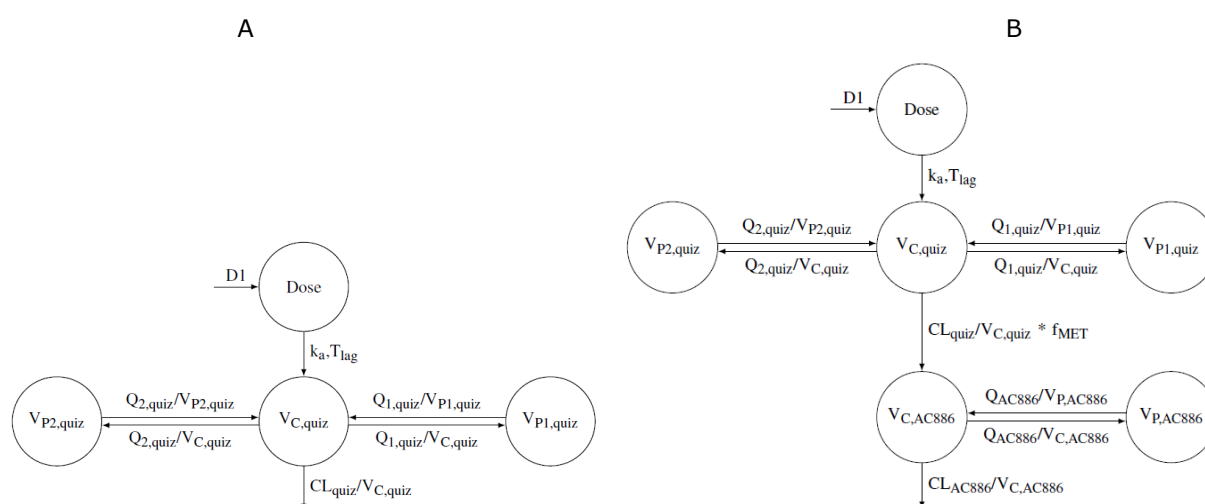 A
D1
Dose
ka,Tlag
VP2,quiz
Q2,quiz/VP2,quiz
Q2,quiz/VC,quiz
VC,quiz
Q1,quiz/VP1,quiz
Q1,quiz/VC,quiz
VP1,quiz
CLquiz/VC,quiz
B
D1
Dose
ka,Tlag
VP2,quiz
Q2,quiz/VP2,quiz
Q2,quiz/VC,quiz
VC,quiz
Q1,quiz/VP1,quiz
Q1,quiz/VC,quiz
VP1,quiz
CLquiz/VC,quiz * fMET
VC,AC886
QAC886/VP,AC886
QAC886/VC,AC886
VP,AC886
CLAC886/VC,AC886